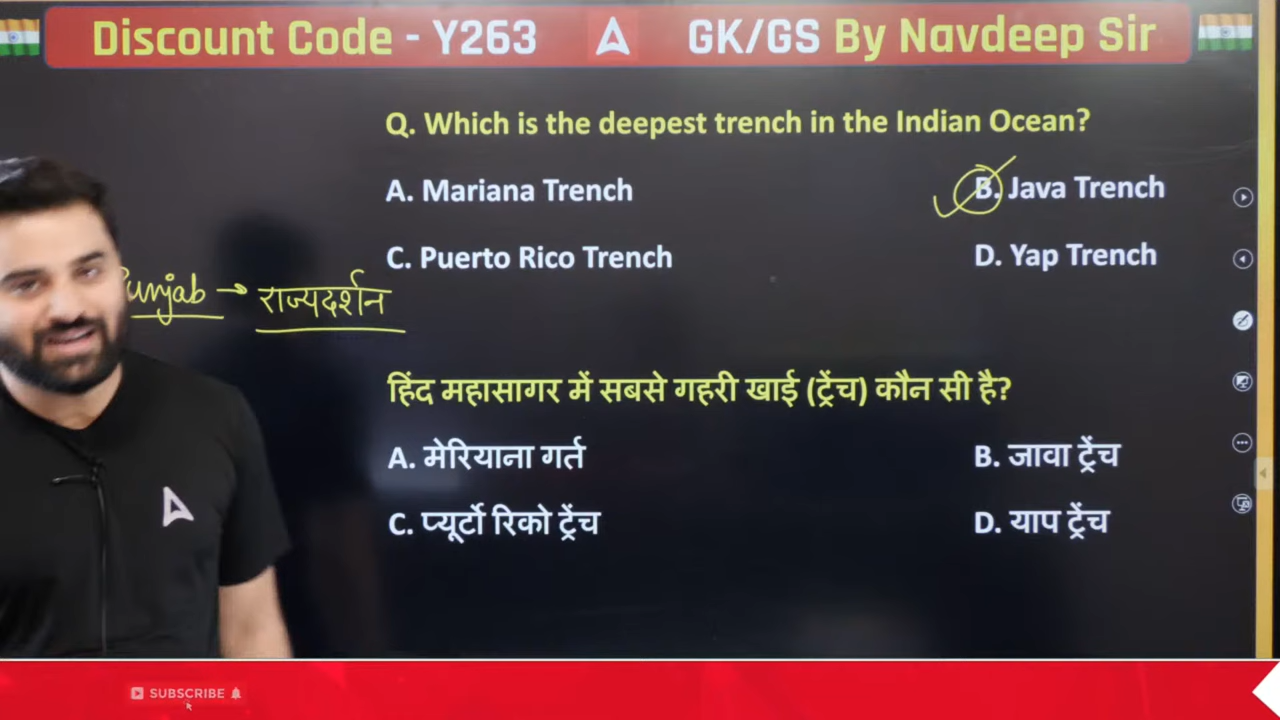 Discount Code - Y263 GK/GS By Navdeep Sir
Q. Which is the deepest trench in the Indian Ocean?
A. Mariana Trench
B. Java Trench
C. Puerto Rico Trench
D. Yap Trench
Punjab → राज्यदर्शन
हिंद महासागर में सबसे गहरी खाई (ट्रेंच) कौन सी है?
A. मेरियाना गर्त
B. जावा ट्रेंच
C. प्यूर्टो रिको ट्रेंच
D. याप ट्रेंच
SUBSCRIBE